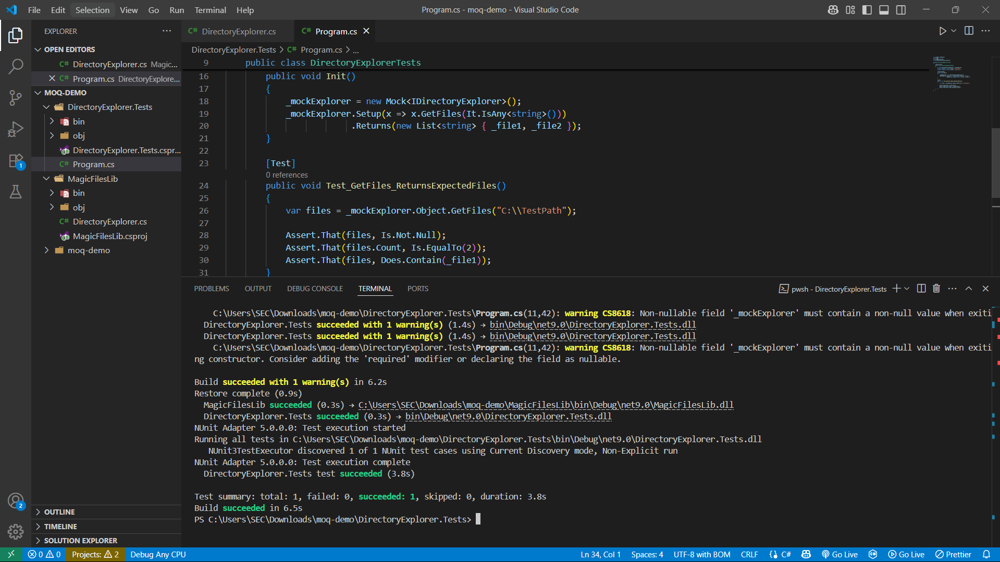 File Edit Selection View Go Run Terminal Help
Program.cs - moq-demo - Visual Studio Code
EXPLORER
OPEN EDITORS
C# DirectoryExplorer.cs Magic...
C# Program.cs DirectoryExplore...
MOQ-DEMO
DirectoryExplorer.Tests
bin
obj
DirectoryExplorer.Tests.cspr...
C# Program.cs
MagicFilesLib
bin
obj
C# DirectoryExplorer.cs
MagicFilesLib.csproj
moq-demo
OUTLINE
TIMELINE
SOLUTION EXPLORER
1
2
C# DirectoryExplorer.cs
C# Program.cs
DirectoryExplorer.Tests > C# Program.cs > ...
9 public class DirectoryExplorerTests
16 public void Init()
17 {
18 _mockExplorer = new Mock<IDirectoryExplorer>();
19 _mockExplorer.Setup(x => x.GetFiles(It.IsAny<string>()))
20 .Returns(new List<string> { _file1, _file2 });
21 }
22
23 [Test]
0 references
24 public void Test_GetFiles_ReturnsExpectedFiles()
25 {
26 var files = _mockExplorer.Object.GetFiles("C:\\TestPath");
27
28 Assert.That(files, Is.Not.Null);
29 Assert.That(files.Count, Is.EqualTo(2));
30 Assert.That(files, Does.Contain(_file1));
31 }
PROBLEMS OUTPUT DEBUG CONSOLE TERMINAL PORTS
pwsh - DirectoryExplorer.Tests
C:\Users\SEC\Downloads\moq-demo\DirectoryExplorer.Tests\Program.cs(11,42): warning CS8618: Non-nullable field '_mockExplorer' must contain a non-null value when exiti
DirectoryExplorer.Tests succeeded with 1 warning(s) (1.4s) → bin\Debug\net9.0\DirectoryExplorer.Tests.dll
DirectoryExplorer.Tests succeeded with 1 warning(s) (1.4s) → bin\Debug\net9.0\DirectoryExplorer.Tests.dll
C:\Users\SEC\Downloads\moq-demo\DirectoryExplorer.Tests\Program.cs(11,42): warning CS8618: Non-nullable field '_mockExplorer' must contain a non-null value when exiti
ng constructor. Consider adding the 'required' modifier or declaring the field as nullable.
Build succeeded with 1 warning(s) in 6.2s
Restore complete (0.9s)
MagicFilesLib succeeded (0.3s) → C:\Users\SEC\Downloads\moq-demo\MagicFilesLib\bin\Debug\net9.0\MagicFilesLib.dll
DirectoryExplorer.Tests succeeded (0.3s) → bin\Debug\net9.0\DirectoryExplorer.Tests.dll
NUnit Adapter 5.0.0.0: Test execution started
Running all tests in C:\Users\SEC\Downloads\moq-demo\DirectoryExplorer.Tests\bin\Debug\net9.0\DirectoryExplorer.Tests.dll
NUnit3TestExecutor discovered 1 of 1 NUnit test cases using Current Discovery mode, Non-Explicit run
NUnit Adapter 5.0.0.0: Test execution complete
DirectoryExplorer.Tests test succeeded (3.8s)
Test summary: total: 1, failed: 0, succeeded: 1, skipped: 0, duration: 3.8s
Build succeeded in 6.5s
PS C:\Users\SEC\Downloads\moq-demo\DirectoryExplorer.Tests>
0 0 Projects: 2 Debug Any CPU Ln 34, Col 1 Spaces: 4 UTF-8 with BOM CRLF C# Go Live Go Live Prettier